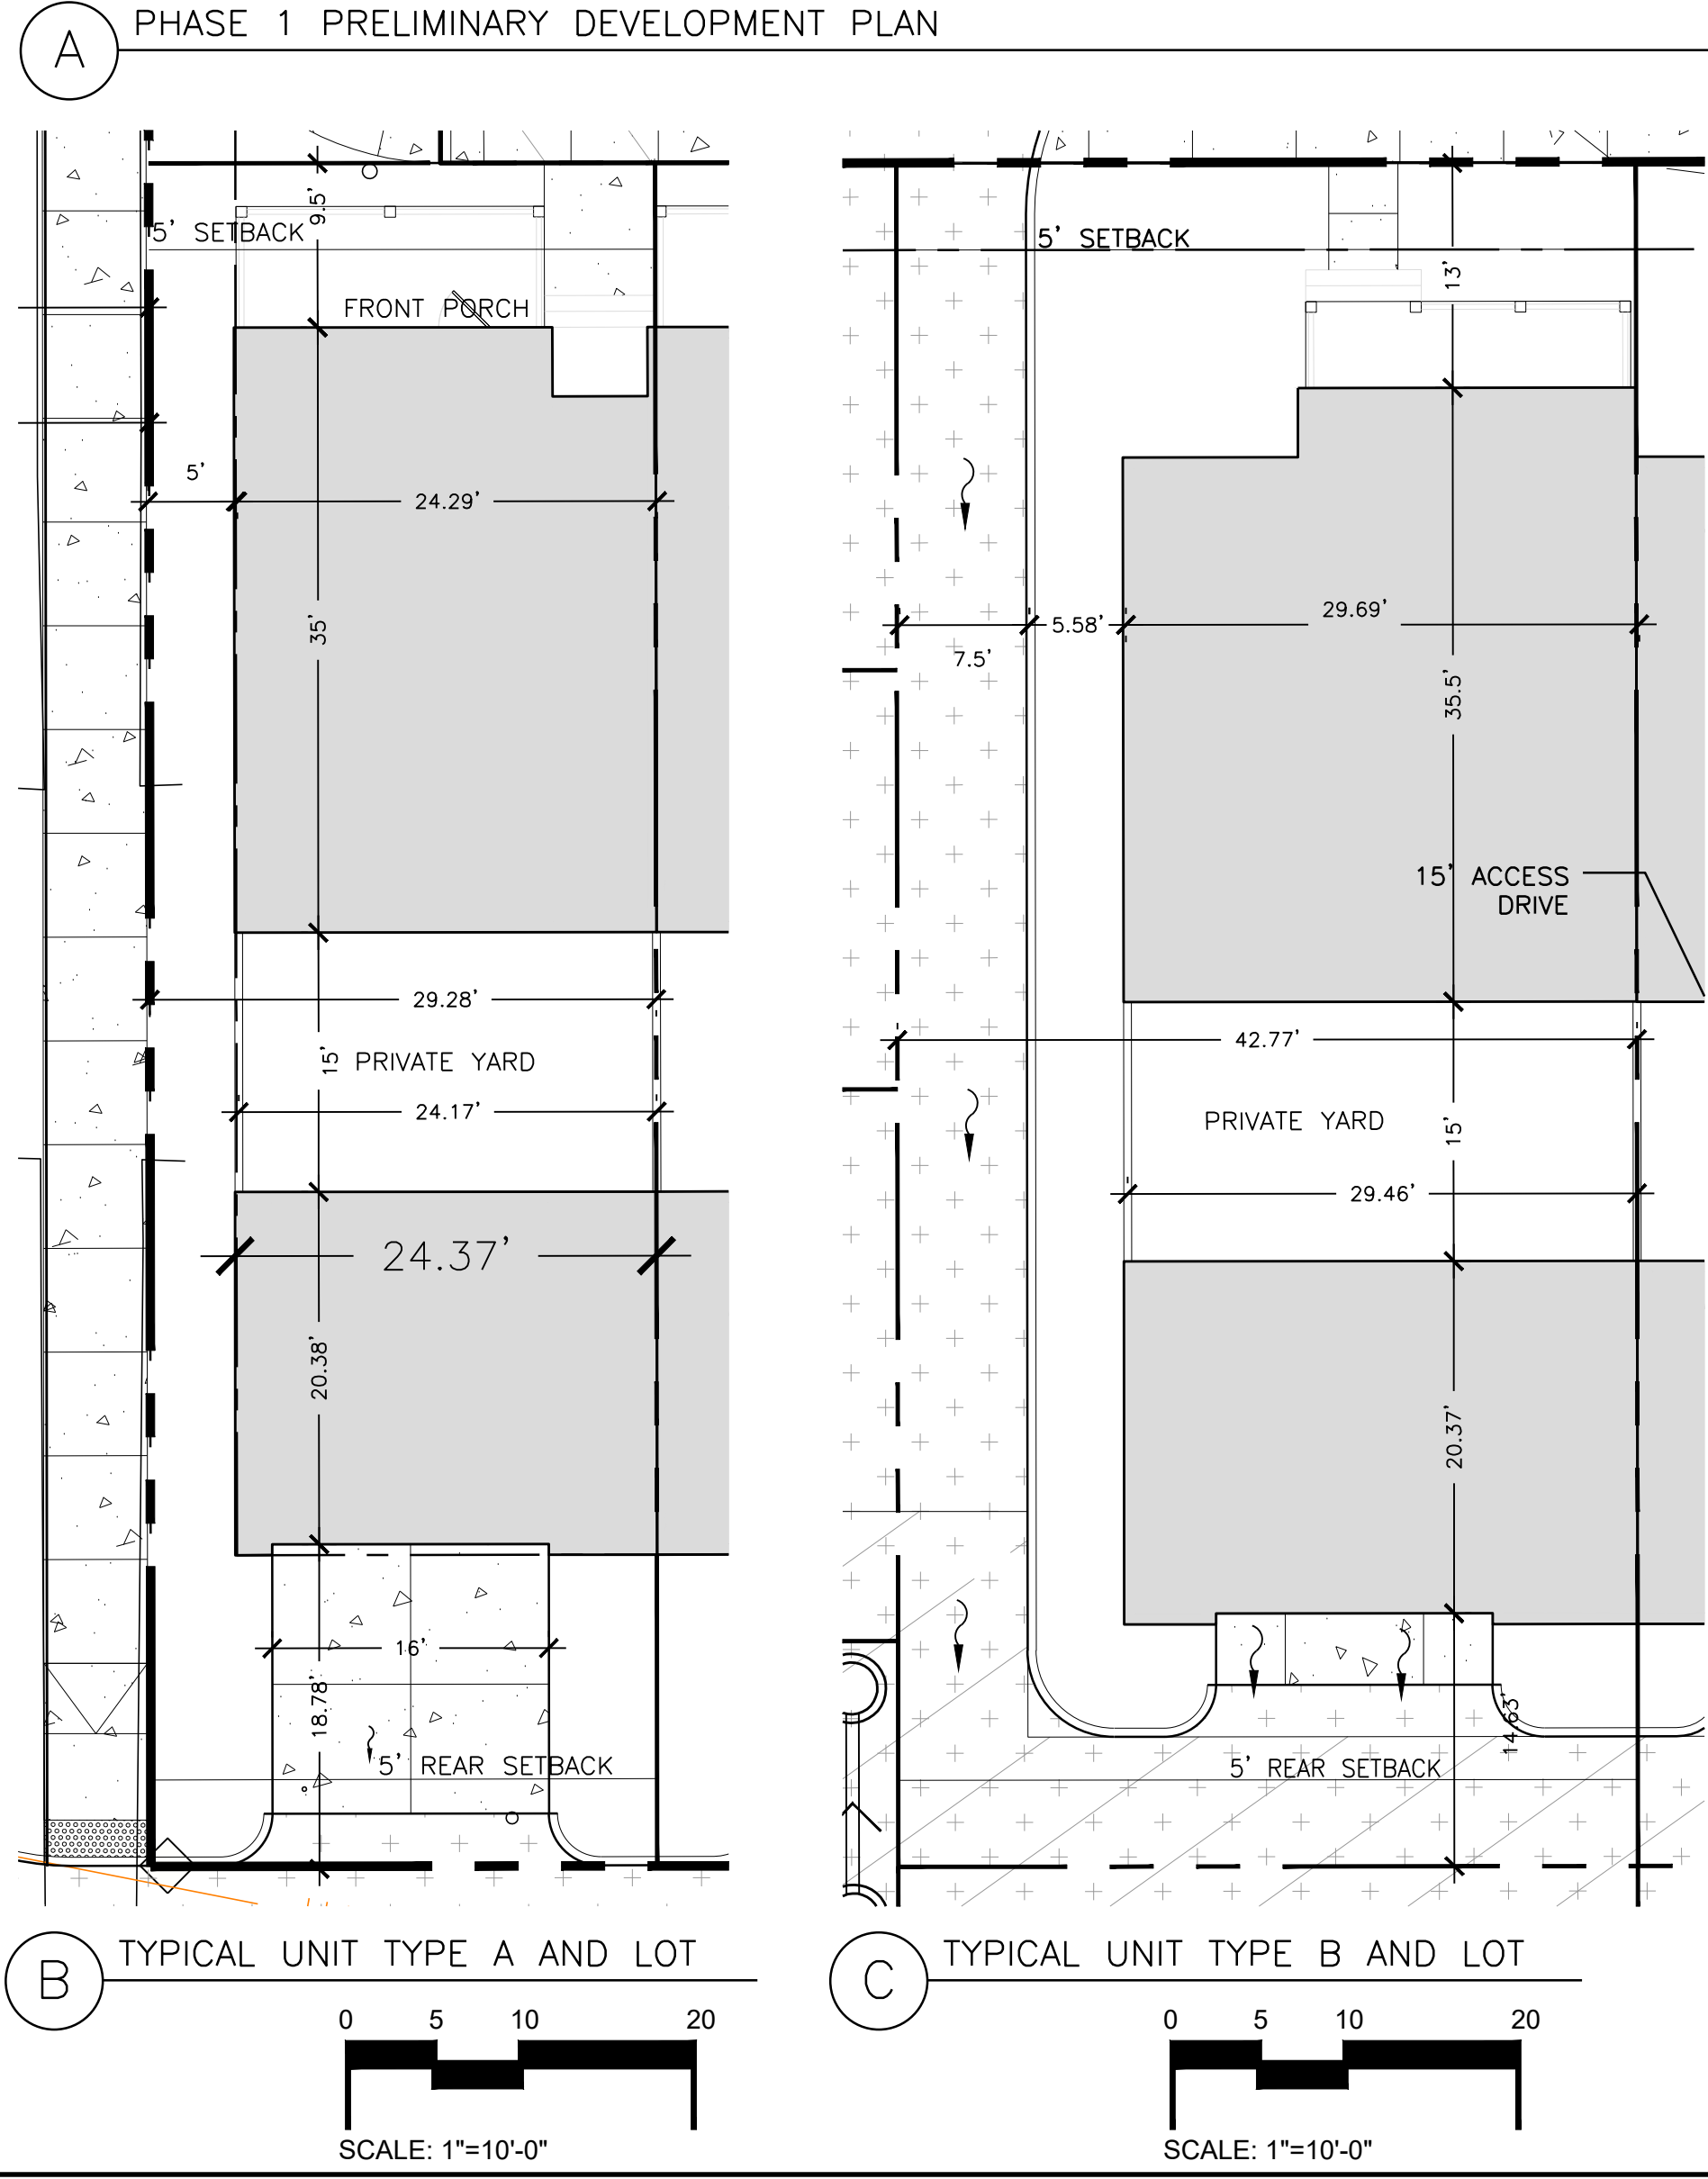 A
PHASE 1 PRELIMINARY DEVELOPMENT PLAN
9.5'
5' SETBACK
FRONT PORCH
5'
24.29'
35'
29.28'
15'
PRIVATE YARD
24.17'
24.37'
20.38'
16'
18.78'
5' REAR SETBACK
5' SETBACK
13'
29.69'
5.58'
7.5'
35.5'
15' ACCESS
DRIVE
42.77'
PRIVATE YARD
15'
29.46'
20.37'
14.63'
5' REAR SETBACK
B
TYPICAL UNIT TYPE A AND LOT
0 5 10 20
SCALE: 1"=10'-0"
C
TYPICAL UNIT TYPE B AND LOT
0 5 10 20
SCALE: 1"=10'-0"